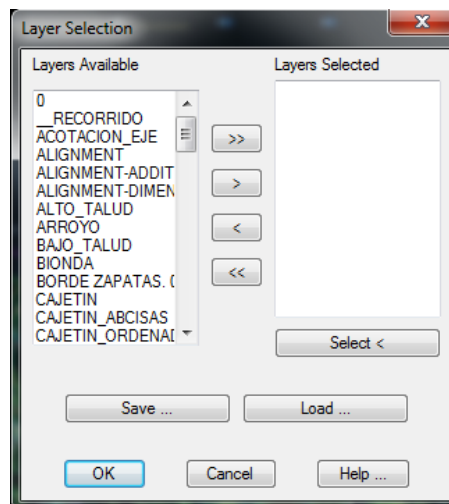 Layer Selection
Layers Available
Layers Selected
0
__RECORRIDO
ACOTACION_EJE
ALIGNMENT
ALIGNMENT-ADDIT
ALIGNMENT-DIMEN
ALTO_TALUD
ARROYO
BAJO_TALUD
BIONDA
BORDE ZAPATAS. (
CAJETIN
CAJETIN_ABCISAS
CAJETIN_ORDENAD
>>
>
<
<<
Select <
Save ...
Load ...
OK
Cancel
Help ...